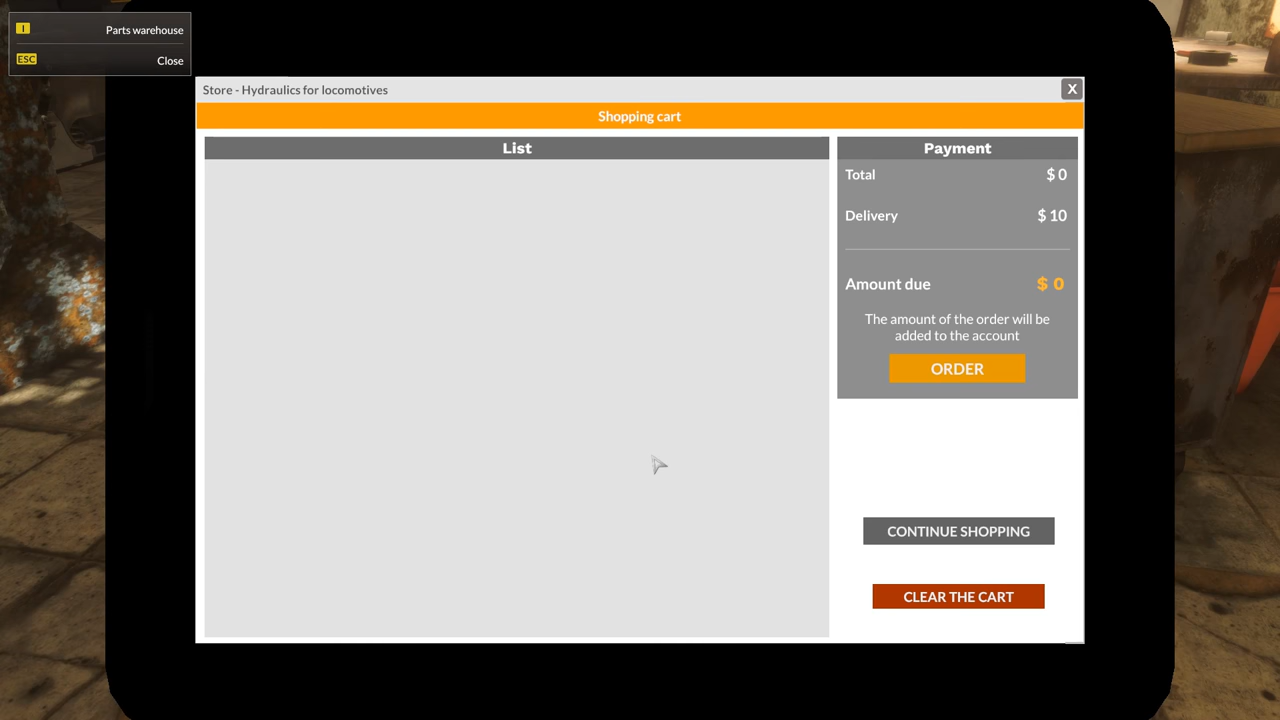 I Parts warehouse
ESC Close
Store - Hydraulics for locomotives
X
Shopping cart
List
Payment
Total $ 0
Delivery $ 10
Amount due $ 0
The amount of the order will be
added to the account
ORDER
CONTINUE SHOPPING
CLEAR THE CART